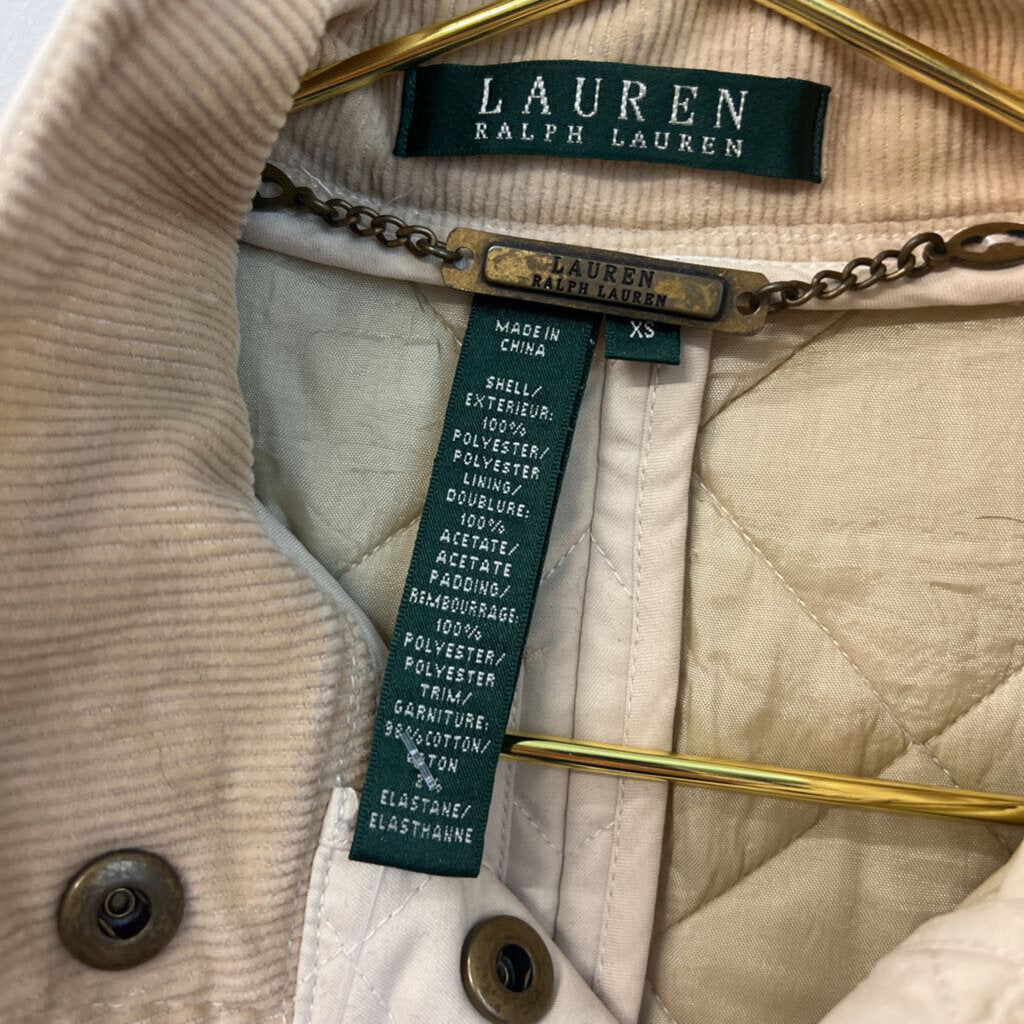 LAUREN
RALPH LAUREN
LAUREN
RALPH LAUREN
XS
MADE IN
CHINA
SHELL/
EXTERIEUR:
100%
POLYESTER/
POLYESTER
LINING/
DOUBLURE:
100%
ACETATE/
ACETATE
PADDING/
REMBOURRAGE:
100%
POLYESTER/
POLYESTER
TRIM/
GARNITURE:
98% COTTON/
ELASTANE/
ELASTHANNE